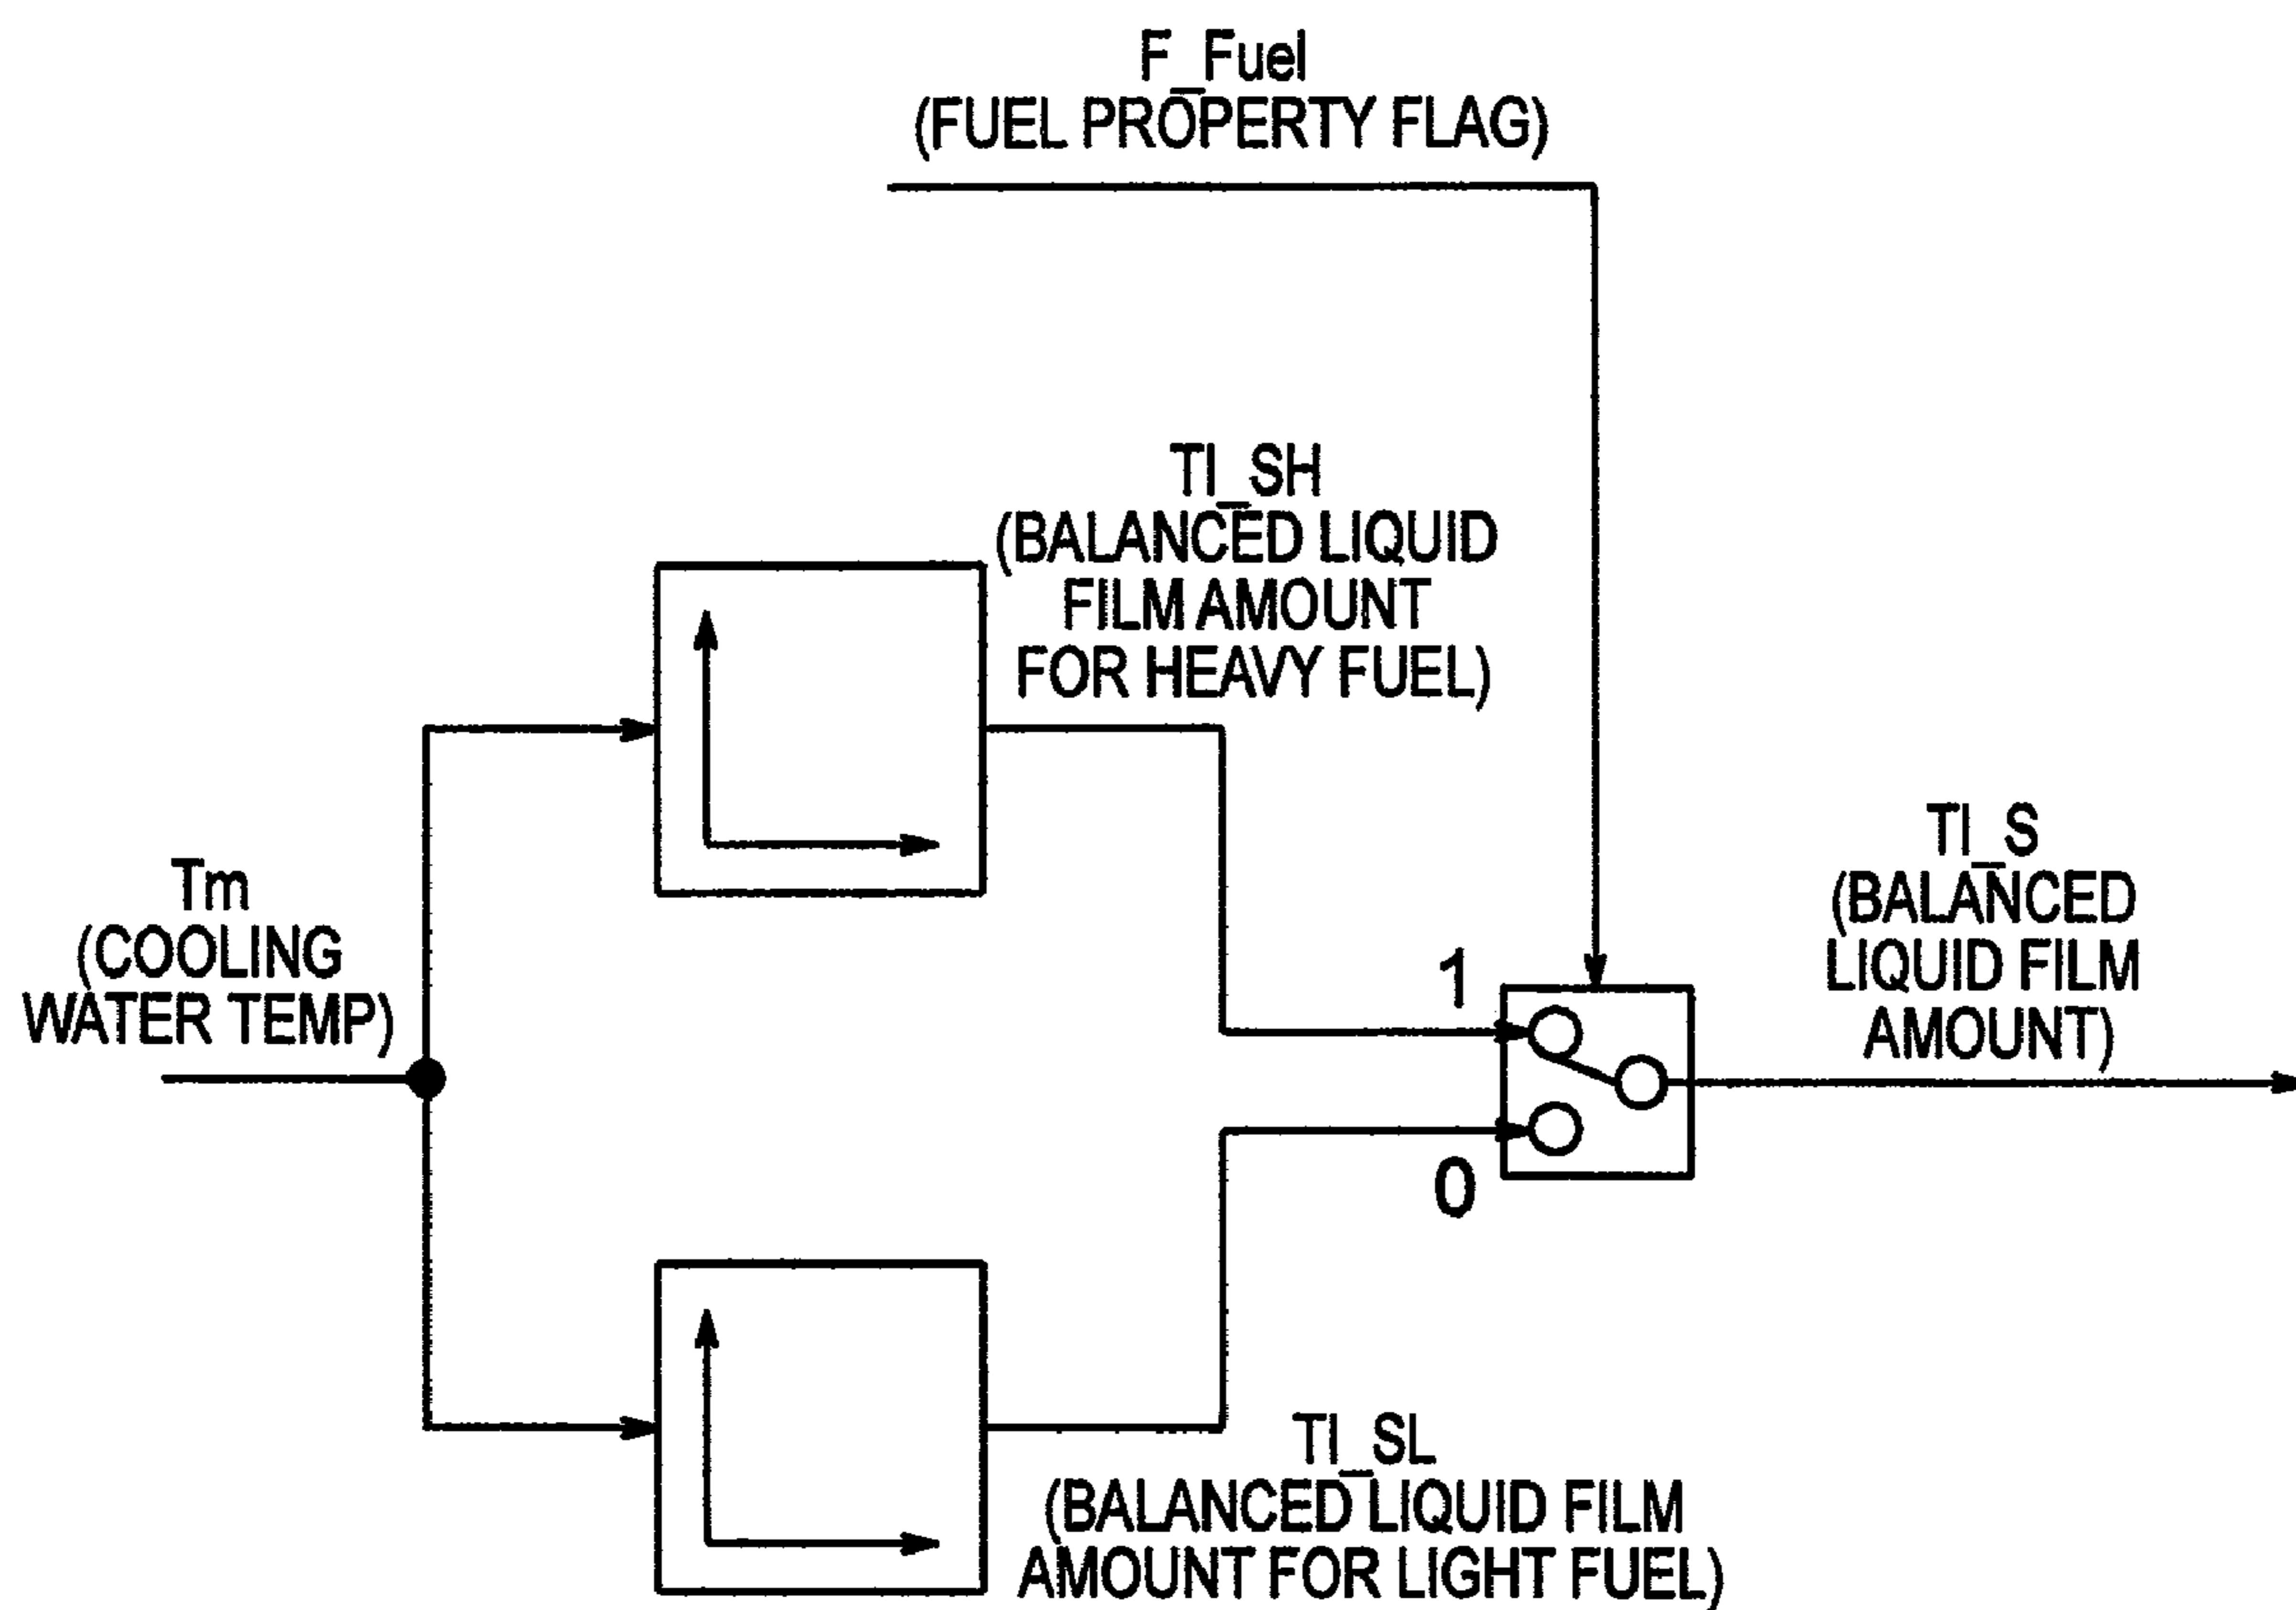 F_Fuel
(FUEL PROPERTY FLAG)
TI_SH
(BALANCED LIQUID
FILM AMOUNT
FOR HEAVY FUEL)
Tm
(COOLING
WATER TEMP)
1
0
TI_S
(BALANCED
LIQUID FILM
AMOUNT)
TI_SL
(BALANCED LIQUID FILM
AMOUNT FOR LIGHT FUEL)